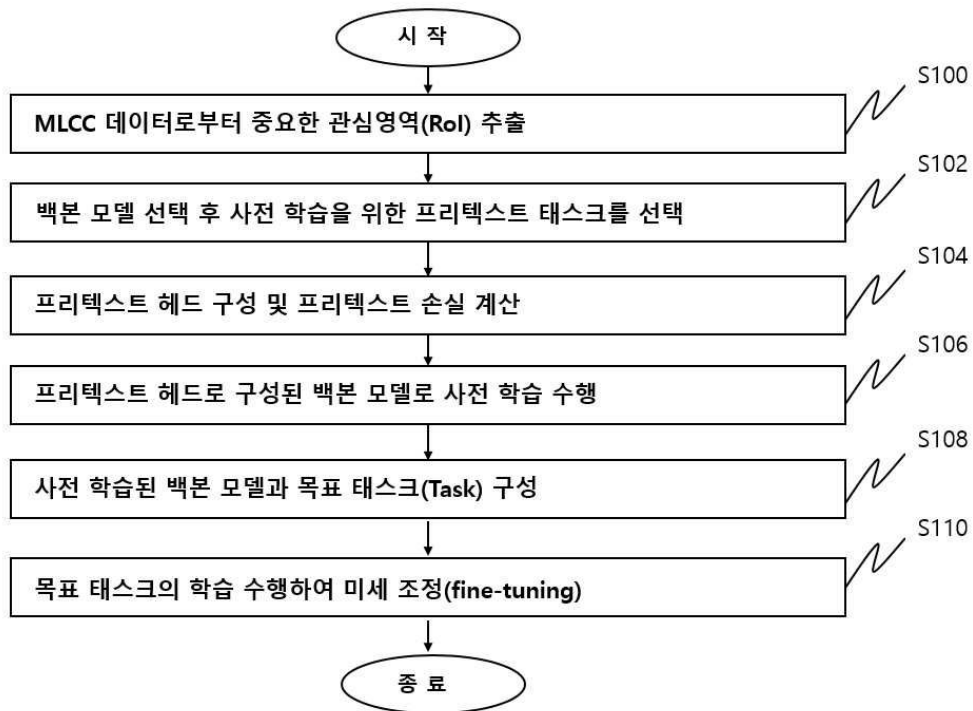 시 작
S100
MLCC 데이터로부터 중요한 관심영역(RoI) 추출
S102
백본 모델 선택 후 사전 학습을 위한 프리텍스트 태스크를 선택
S104
프리텍스트 헤드 구성 및 프리텍스트 손실 계산
S106
프리텍스트 헤드로 구성된 백본 모델로 사전 학습 수행
S108
사전 학습된 백본 모델과 목표 태스크(Task) 구성
S110
목표 태스크의 학습 수행하여 미세 조정(fine-tuning)
종 료